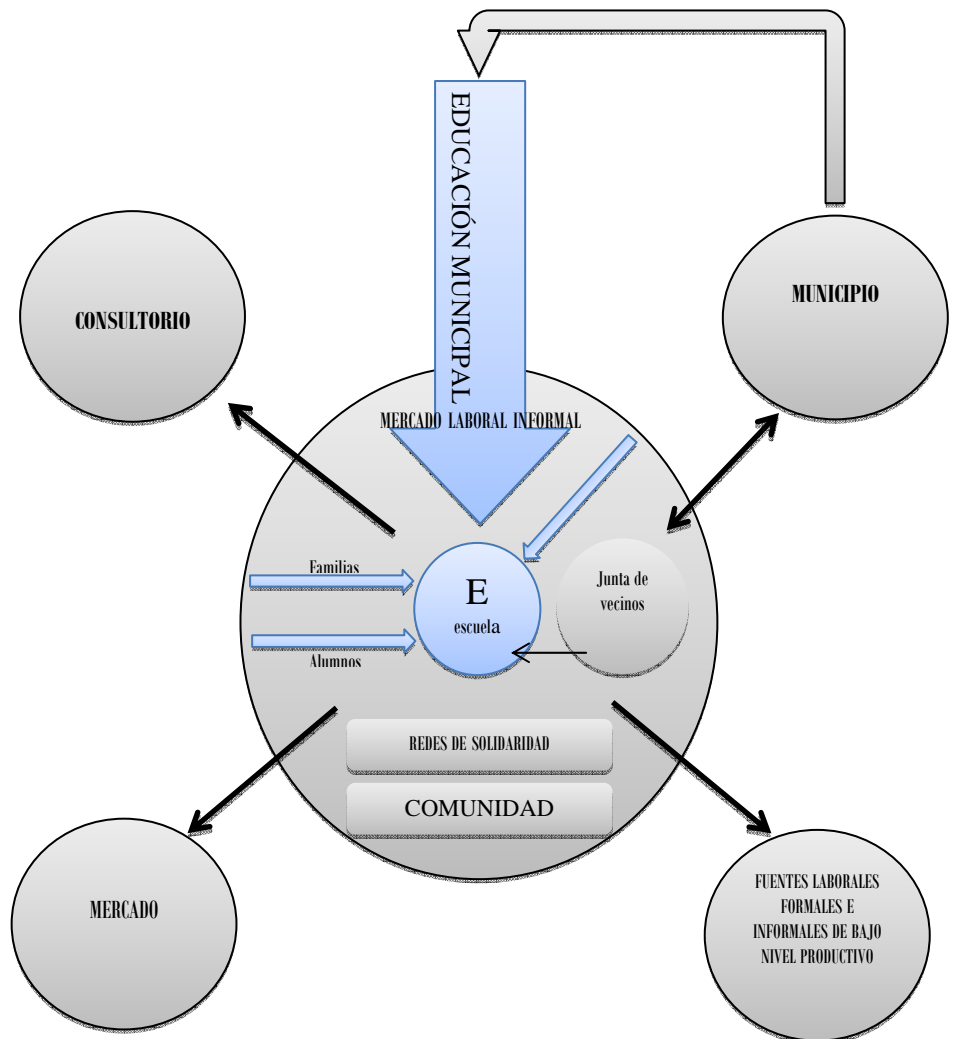 EDUCACIÓN MUNICIPAL
CONSULTORIO
MUNICIPIO
MERCADO LABORAL INFORMAL
Familias
E
escuela
Junta de
vecinos
Alumnos
REDES DE SOLIDARIDAD
COMUNIDAD
MERCADO
FUENTES LABORALES
FORMALES E
INFORMALES DE BAJO
NIVEL PRODUCTIVO